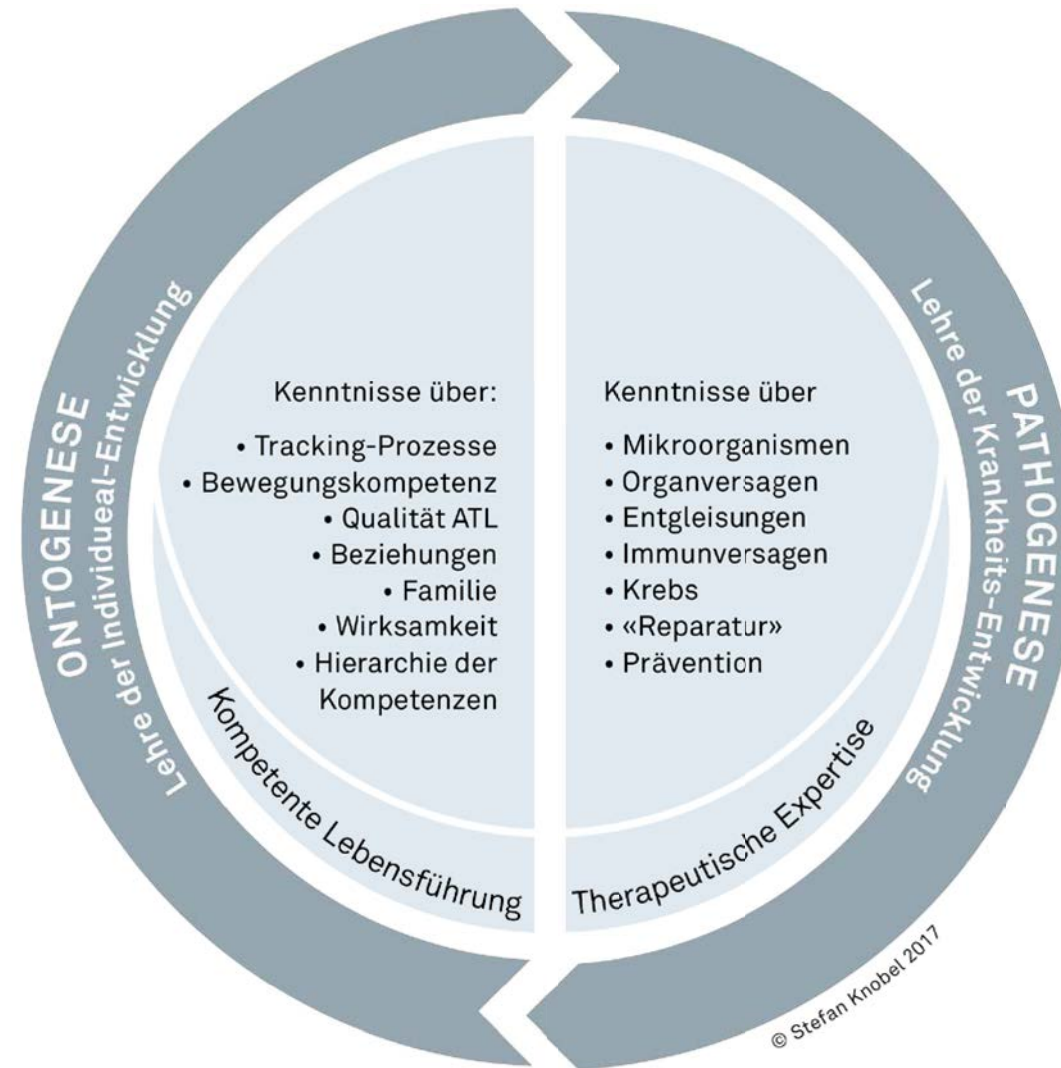 ONTOGENESE
Lehre der Individueal-Entwicklung
Kenntnisse über:
• Tracking-Prozesse
• Bewegungskompetenz
• Qualität ATL
• Beziehungen
• Familie
• Wirksamkeit
• Hierarchie der
Kompetenzen
Kompetente Lebensführung
PATHOGENESE
Lehre der Krankheits-Entwicklung
Kenntnisse über
• Mikroorganismen
• Organversagen
• Entgleisungen
• Immunversagen
• Krebs
• «Reparatur»
• Prävention
Therapeutische Expertise
© Stefan Knobel 2017